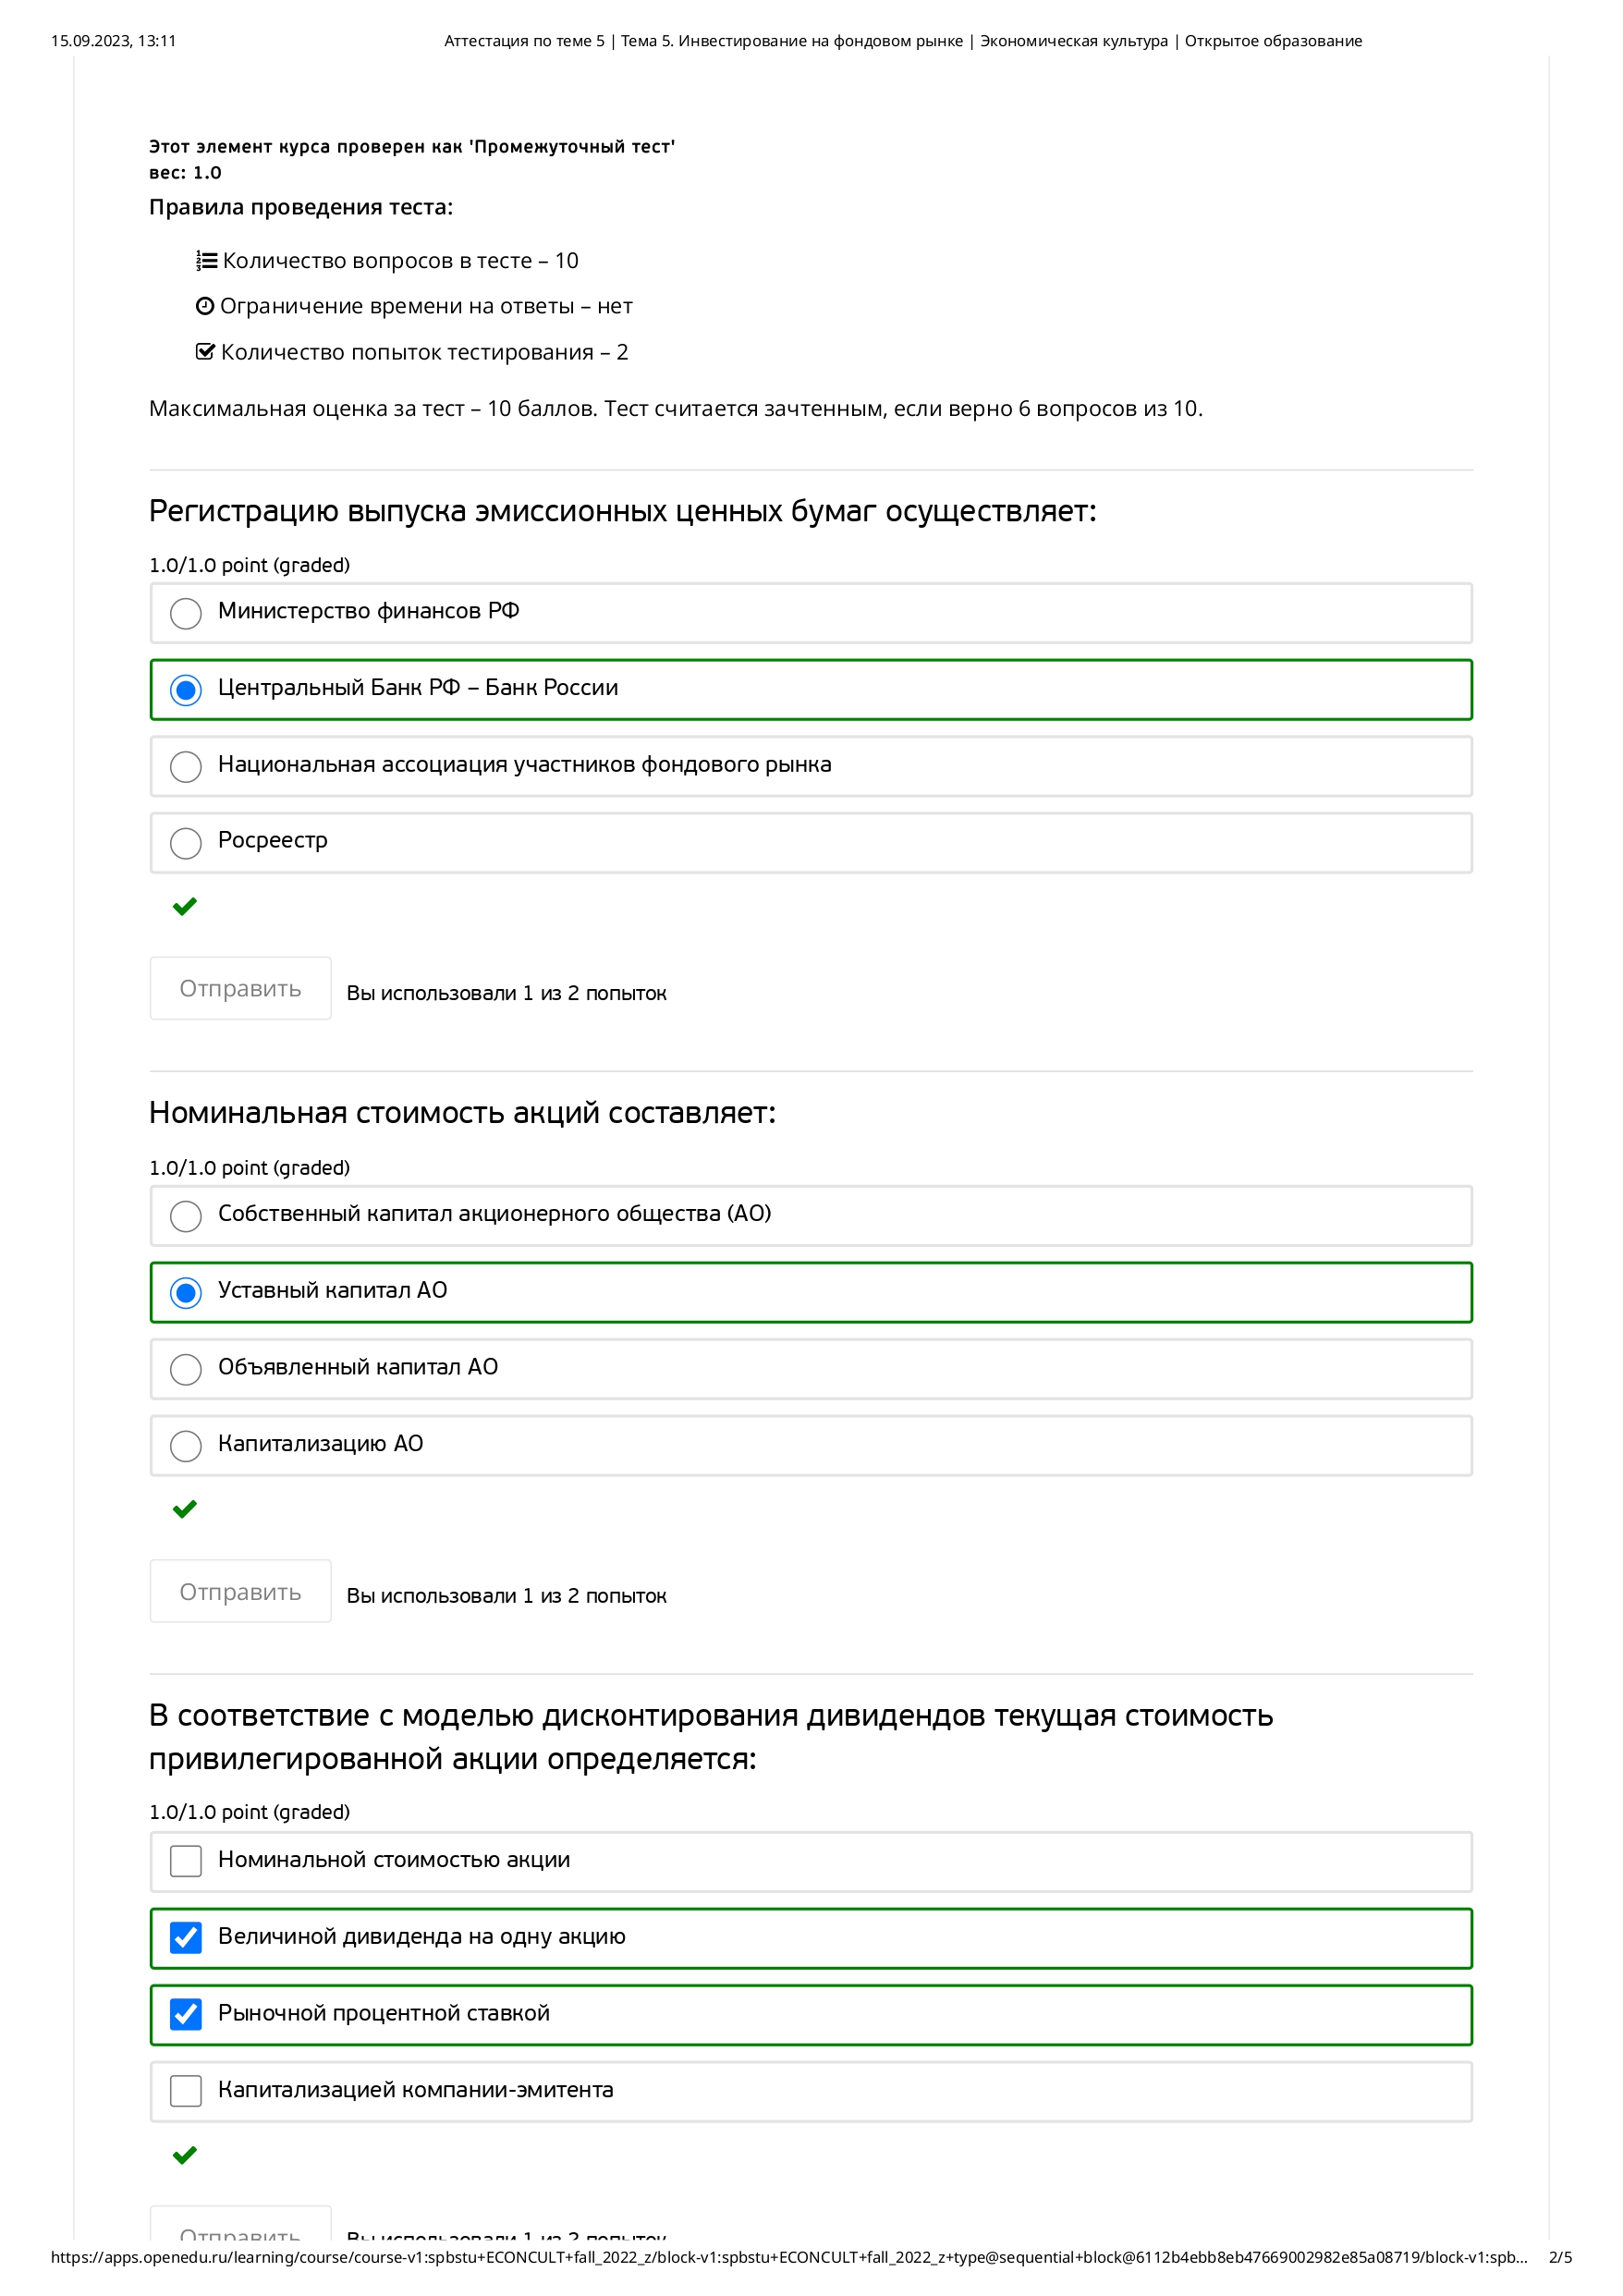 15.09.2023, 13:11
Аттестация по теме 5 | Тема 5. Инвестирование на фондовом рынке | Экономическая культура | Открытое образование
Этот элемент курса проверен как 'Промежуточный тест'
вес: 1.0
Правила проведения теста:
Количество вопросов в тесте – 10
Ограничение времени на ответы – нет
Количество попыток тестирования – 2
Максимальная оценка за тест – 10 баллов. Тест считается зачтенным, если верно 6 вопросов из 10.
Регистрацию выпуска эмиссионных ценных бумаг осуществляет:
1.0/1.0 point (graded)
Министерство финансов РФ
Центральный Банк РФ – Банк России
Национальная ассоциация участников фондового рынка
Росреестр
Отправить
Вы использовали 1 из 2 попыток
Номинальная стоимость акций составляет:
1.0/1.0 point (graded)
Собственный капитал акционерного общества (АО)
Уставный капитал АО
Объявленный капитал АО
Капитализацию АО
Отправить
Вы использовали 1 из 2 попыток
В соответствие с моделью дисконтирования дивидендов текущая стоимость
привилегированной акции определяется:
1.0/1.0 point (graded)
Номинальной стоимостью акции
Величиной дивиденда на одну акцию
Рыночной процентной ставкой
Капитализацией компании-эмитента
Отправить
Вы использовали 1 из 2 попыток
https://apps.openedu.ru/learning/course/course-v1:spbstu+ECONCULT+fall_2022_z/block-v1:spbstu+ECONCULT+fall_2022_z+type@sequential+block@6112b4ebb8eb47669002982e85a08719/block-v1:spb...
2/5